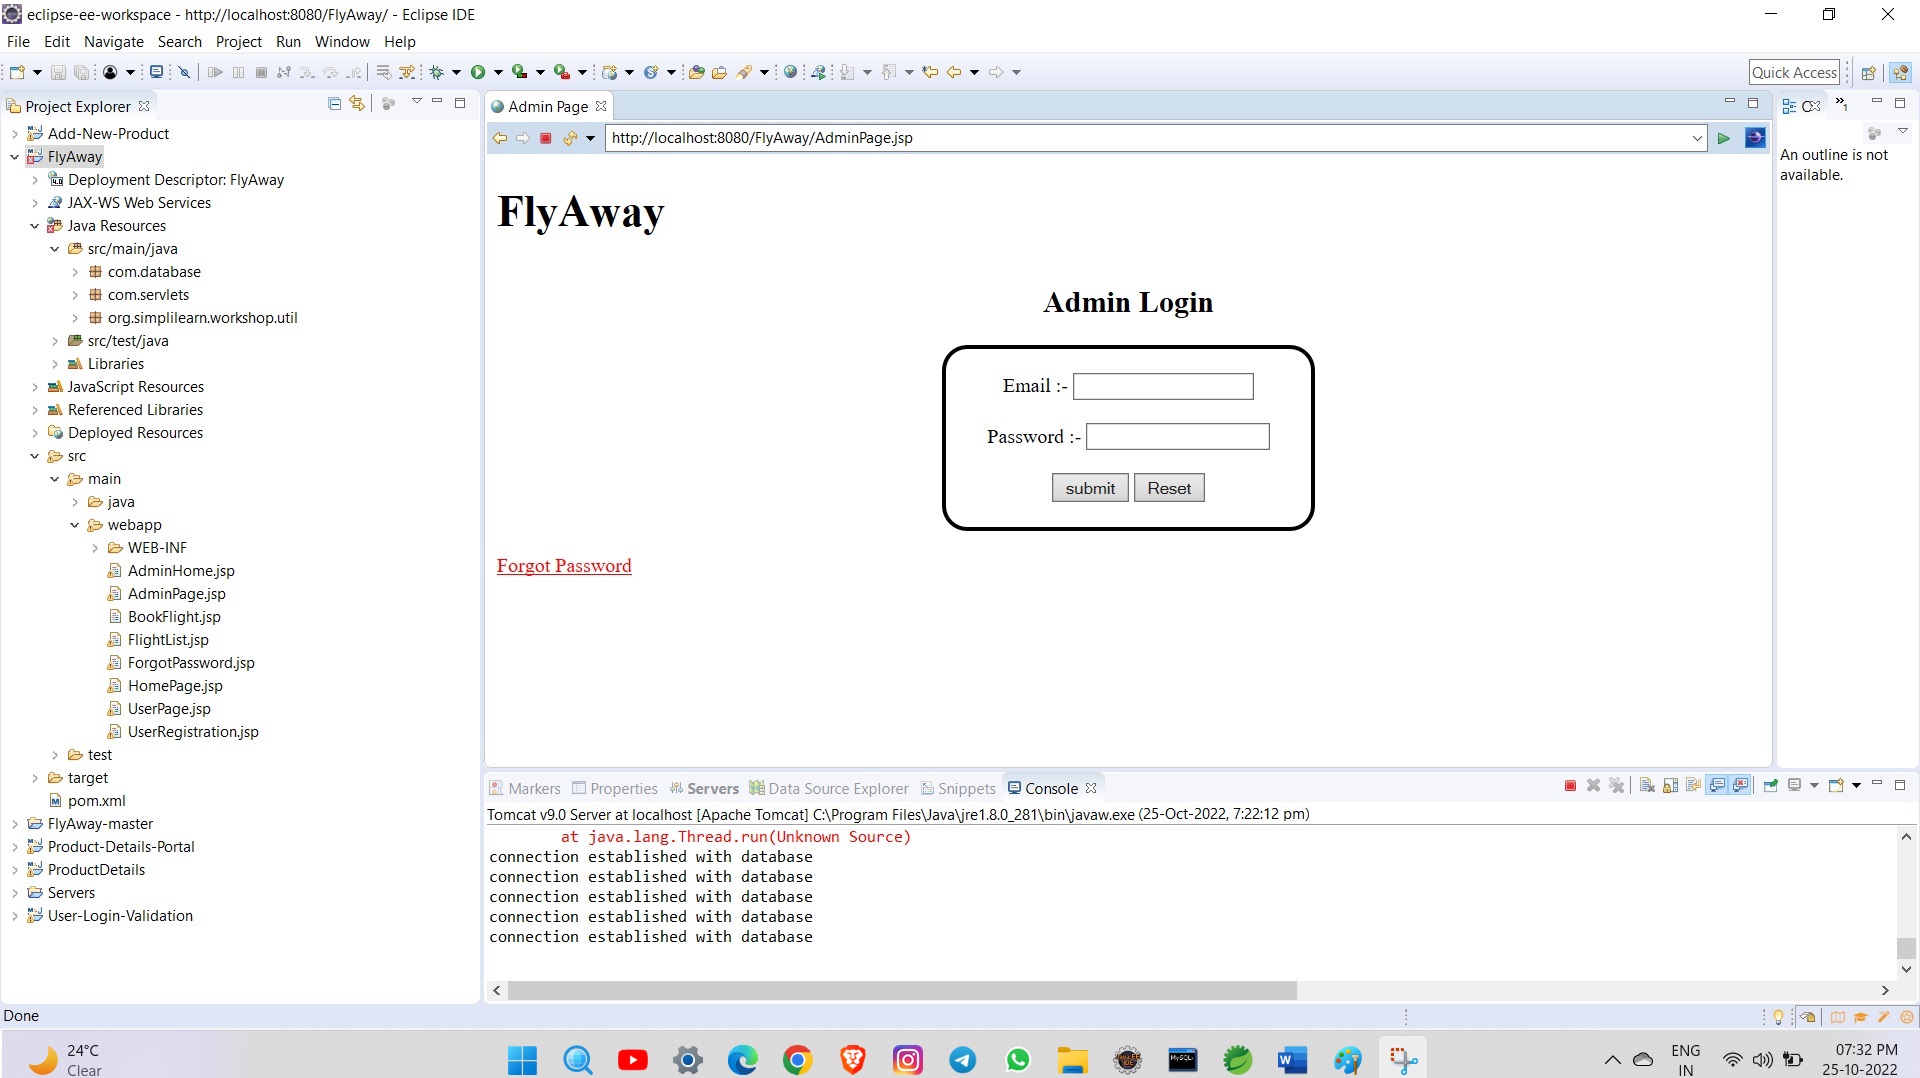 eclipse-ee-workspace - http://localhost:8080/FlyAway/ - Eclipse IDE
File Edit Navigate Search Project Run Window Help
Quick Access
Project Explorer
Add-New-Product
FlyAway
Deployment Descriptor: FlyAway
JAX-WS Web Services
Java Resources
src/main/java
com.database
com.servlets
org.simplilearn.workshop.util
src/test/java
Libraries
JavaScript Resources
Referenced Libraries
Deployed Resources
src
main
java
webapp
WEB-INF
AdminHome.jsp
AdminPage.jsp
BookFlight.jsp
FlightList.jsp
ForgotPassword.jsp
HomePage.jsp
UserPage.jsp
UserRegistration.jsp
test
target
pom.xml
FlyAway-master
Product-Details-Portal
ProductDetails
Servers
User-Login-Validation
Admin Page
http://localhost:8080/FlyAway/AdminPage.jsp
FlyAway
Admin Login
Email :-
Password :-
submit Reset
Forgot Password
An outline is not
available.
Markers Properties Servers Data Source Explorer Snippets Console
Tomcat v9.0 Server at localhost [Apache Tomcat] C:\Program Files\Java\jre1.8.0_281\bin\javaw.exe (25-Oct-2022, 7:22:12 pm)
at java.lang.Thread.run(Unknown Source)
connection established with database
connection established with database
connection established with database
connection established with database
connection established with database
Done
24°C
Clear
ENG
IN
07:32 PM
25-10-2022